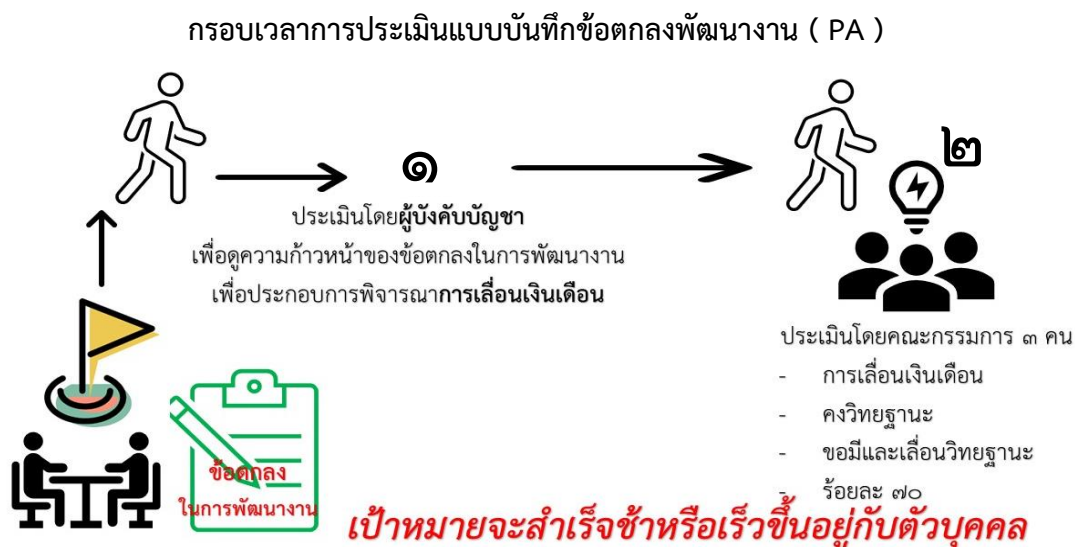 กรอบเวลาการประเมินแบบบันทึกข้อตกลงพัฒนางาน ( PA )
๑
ประเมินโดยผู้บังคับบัญชา
เพื่อดูความก้าวหน้าของข้อตกลงในการพัฒนางาน
เพื่อประกอบการพิจารณาการเลื่อนเงินเดือน
๒
ประเมินโดยคณะกรรมการ ๓ คน
- การเลื่อนเงินเดือน
- คงวิทยฐานะ
- ขอมีและเลื่อนวิทยฐานะ
- ร้อยละ ๗๐
ข้อตกลง
ในการพัฒนางาน
เป้าหมายจะสำเร็จช้าหรือเร็วขึ้นอยู่กับตัวบุคคล